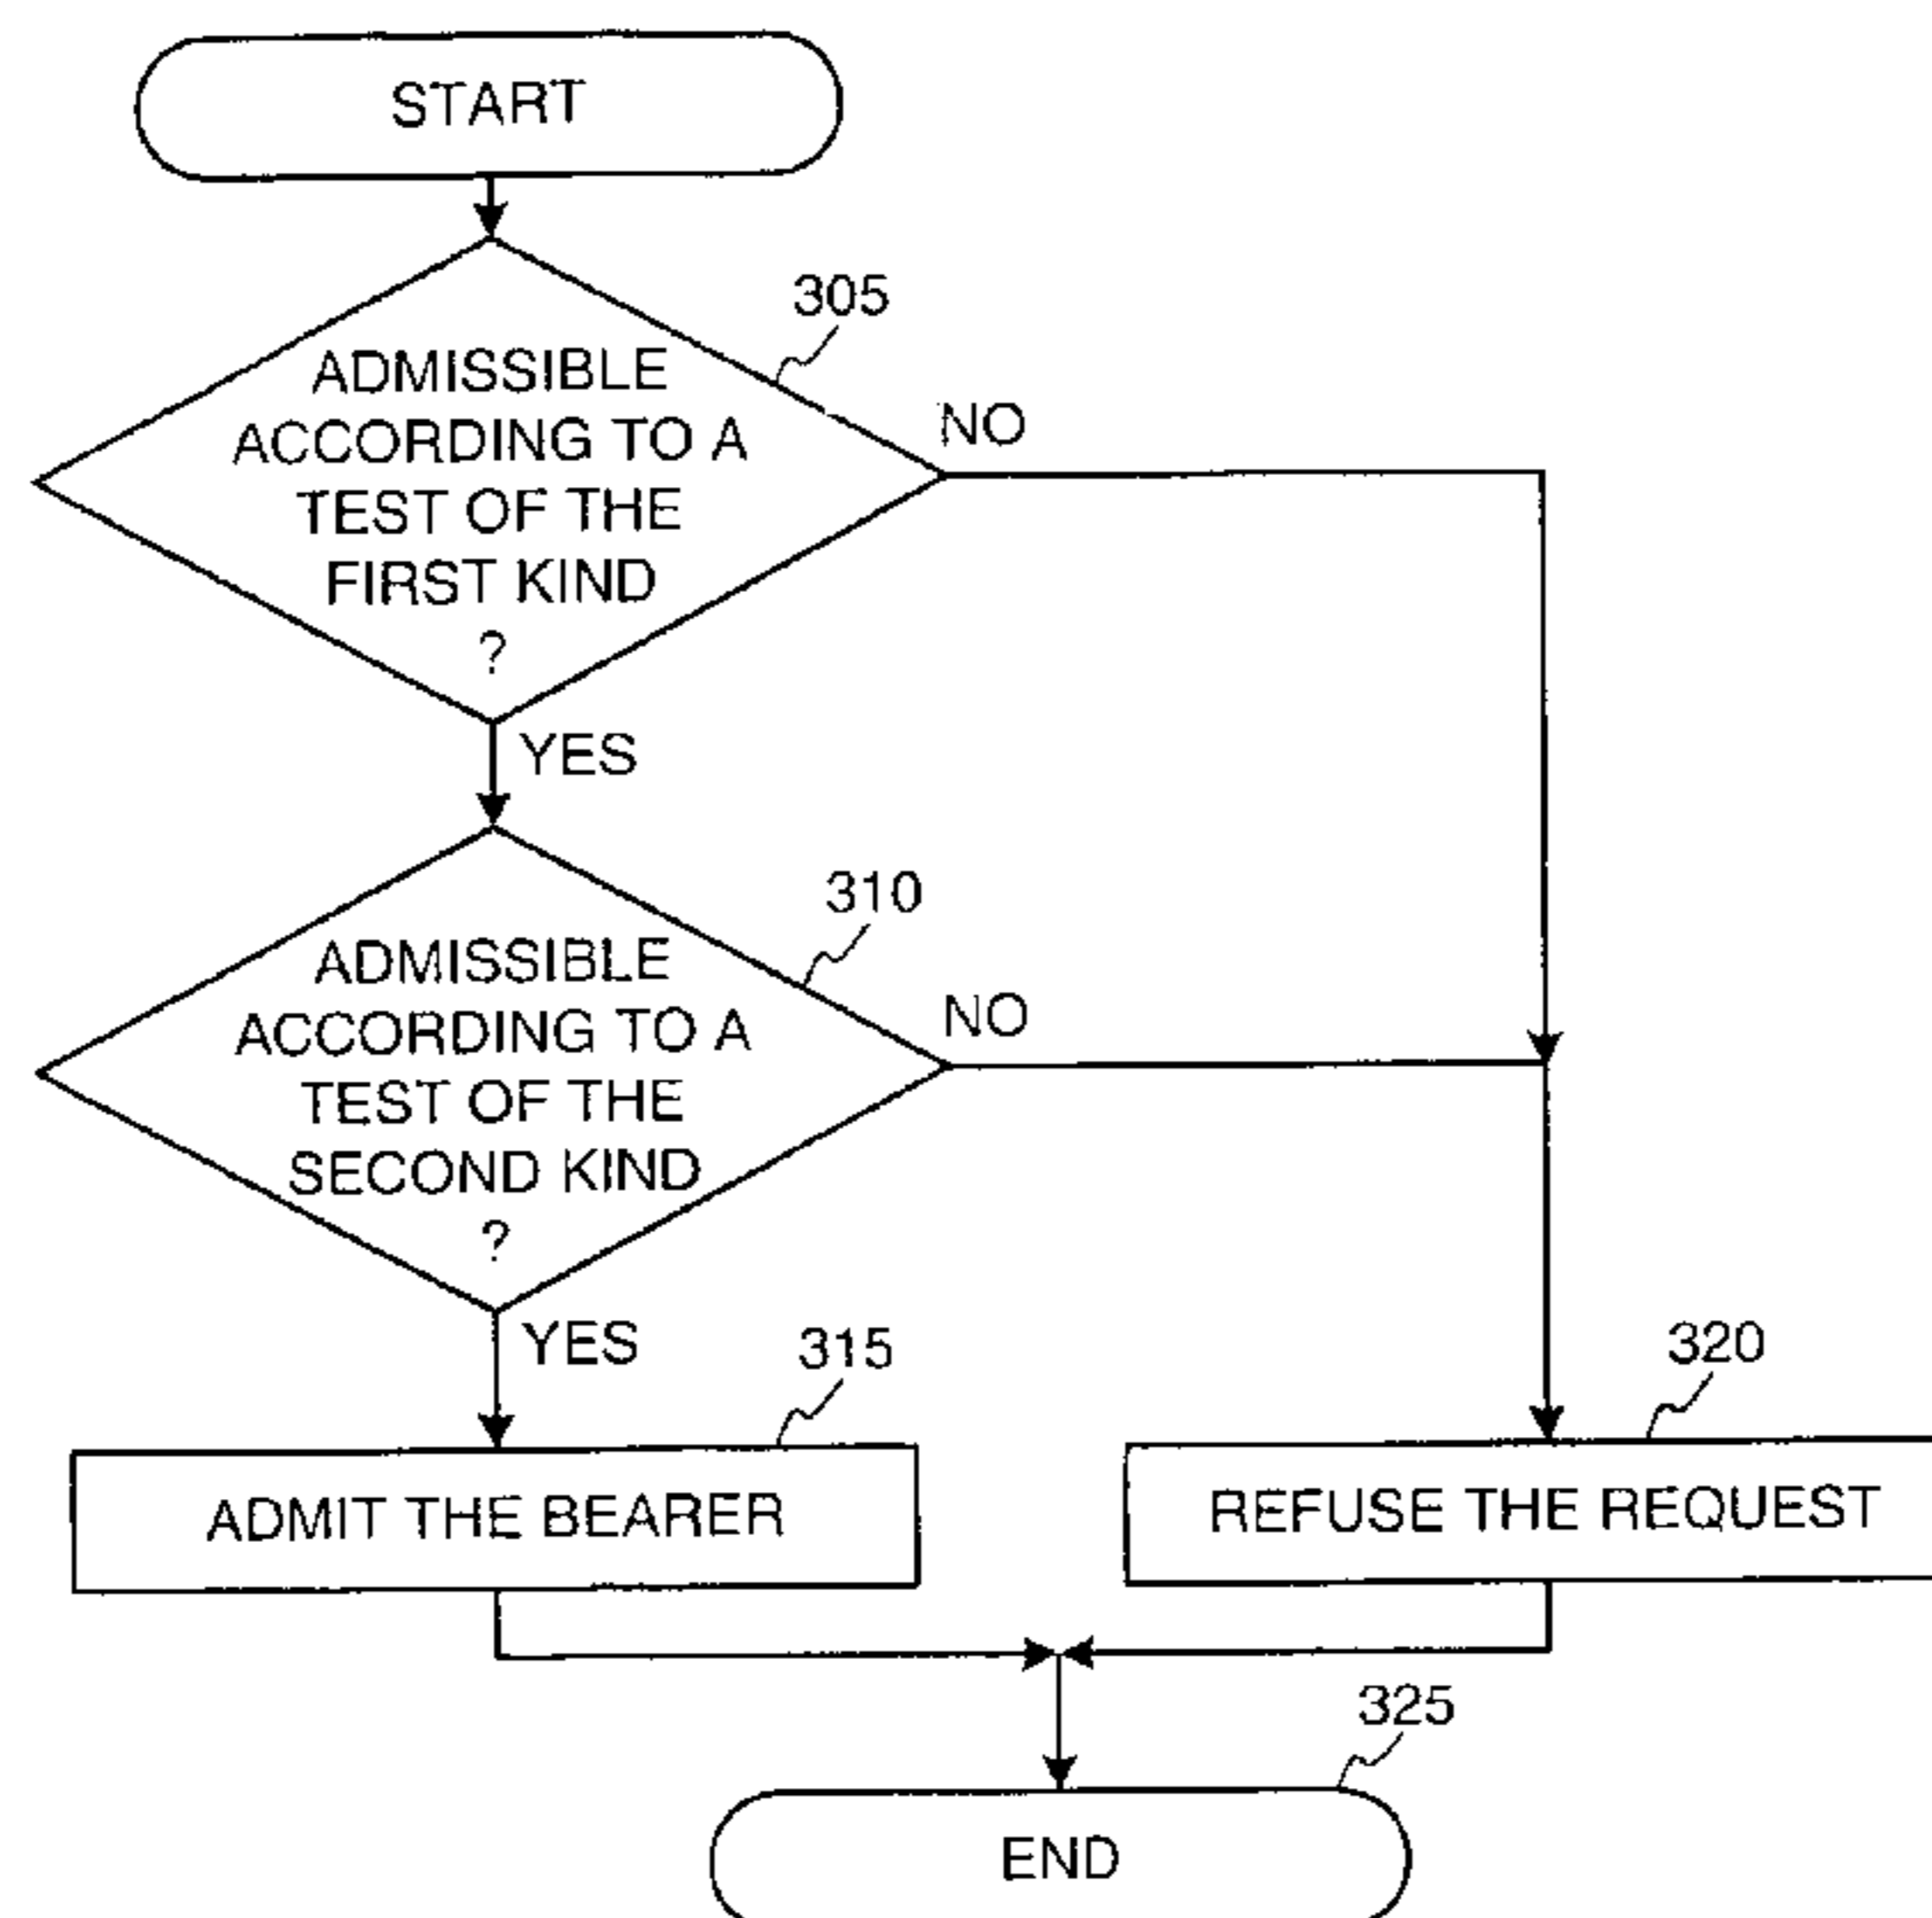 START
305
ADMISSIBLE
ACCORDING TO A
TEST OF THE
FIRST KIND
?
NO
YES
310
ADMISSIBLE
ACCORDING TO A
TEST OF THE
SECOND KIND
?
NO
YES
315
320
ADMIT THE BEARER
REFUSE THE REQUEST
325
END